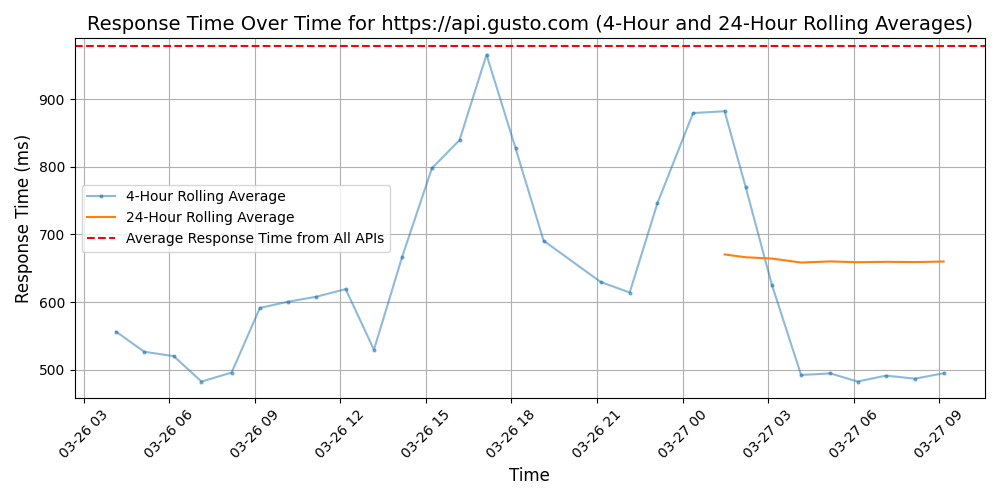 Response Time Over Time for https://api.gusto.com (4-Hour and 24-Hour Rolling Averages)
Response Time (ms)
900
800
700
600
500
4-Hour Rolling Average
24-Hour Rolling Average
Average Response Time from All APIs
03-26 03
03-26 06
03-26 09
03-26 12
03-26 15
03-26 18
03-26 21
03-27 00
03-27 03
03-27 06
03-27 09
Time